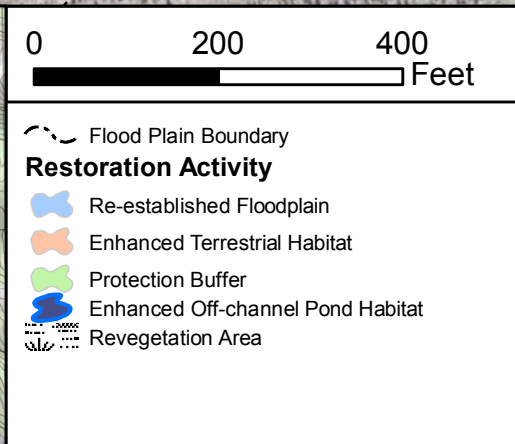 0 200 400
Feet
Flood Plain Boundary
Restoration Activity
Re-established Floodplain
Enhanced Terrestrial Habitat
Protection Buffer
Enhanced Off-channel Pond Habitat
Revegetation Area